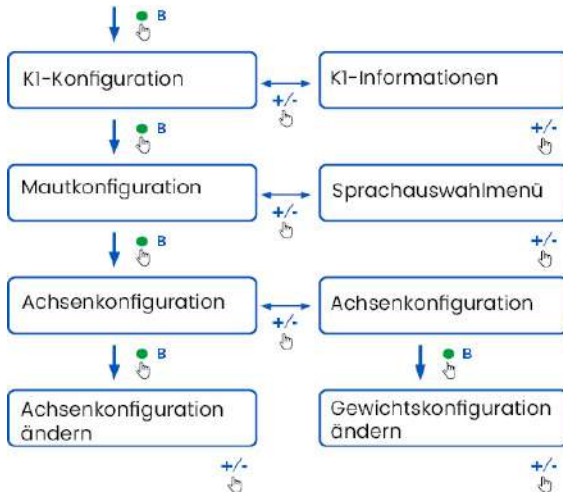 B
K1-Konfiguration
+/-
K1-Informationen
+/-
B
Mautkonfiguration
+/-
Sprachauswahlmenü
+/-
B
Achsenkonfiguration
+/-
Achsenkonfiguration
B
B
Achsenkonfiguration
ändern
+/-
Gewichtskonfiguration
ändern
+/-